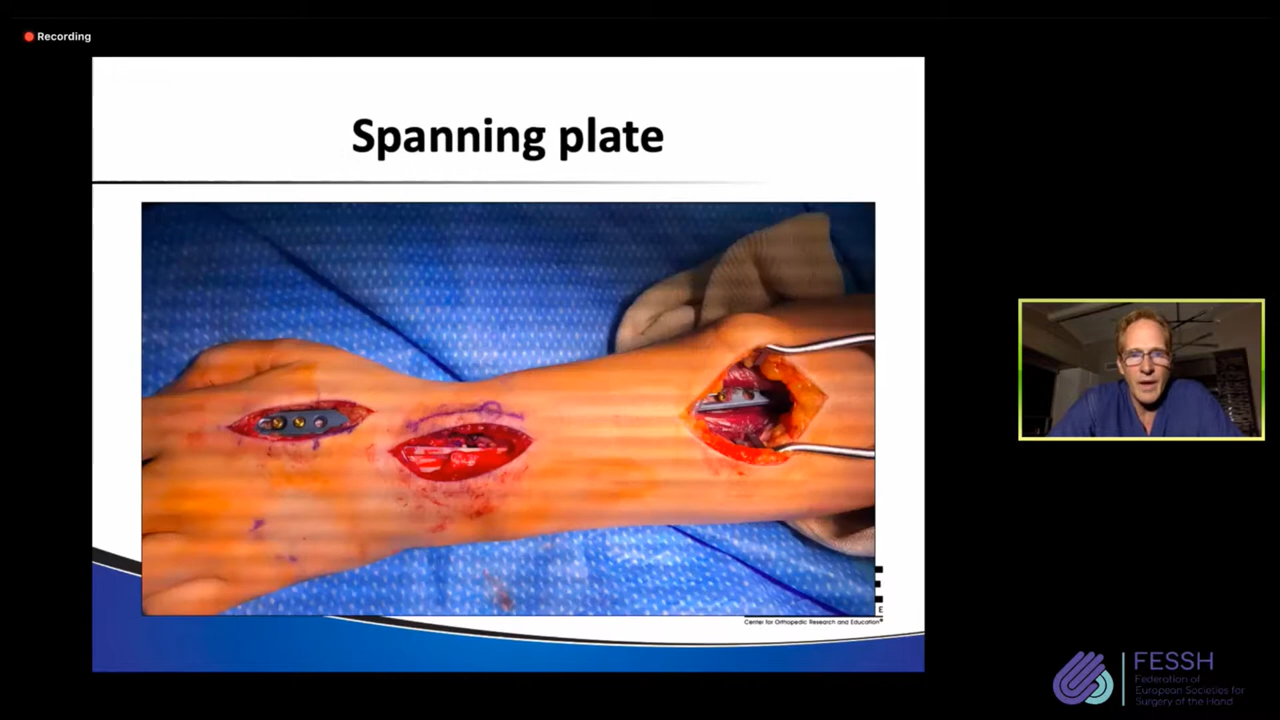 Recording
Spanning plate
E
E
Center for Orthopedic Research and Education
FESSH
Federation of
European Societies for
Surgery of the Hand